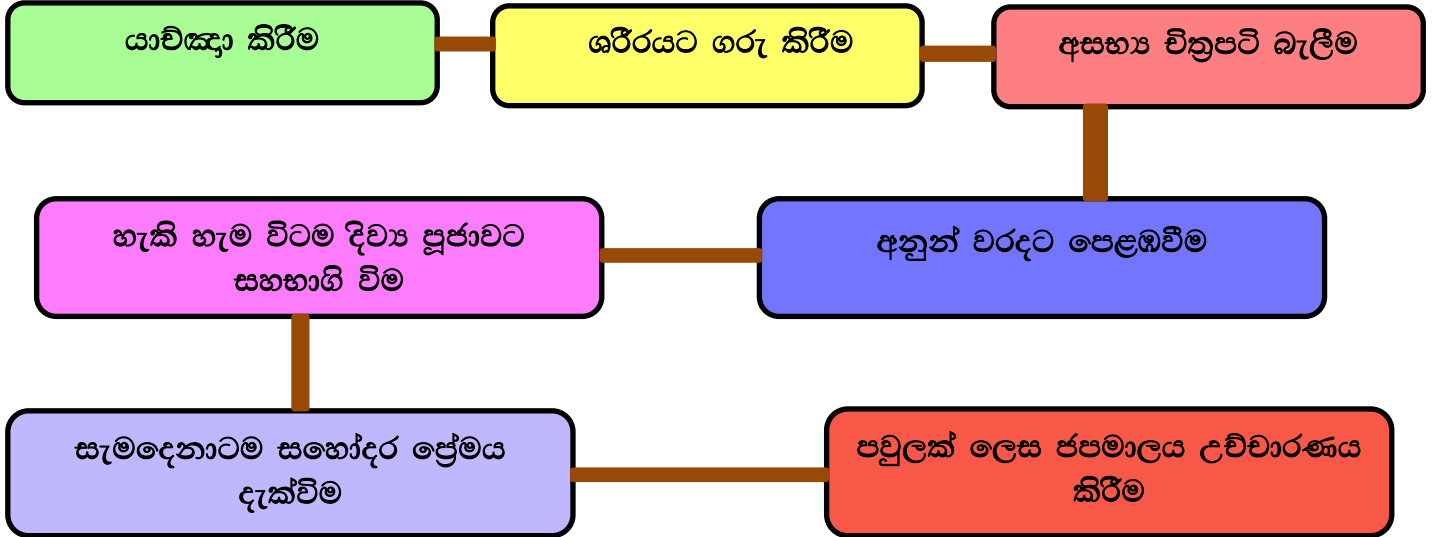 යාච්ඤා කිරීම
ශරීරයට ගරු කිරීම
අසභ්‍ය චිත්‍රපටි බැලීම
හැකි හැම විටම දිව්‍ය පූජාවට
සහභාගි විම
අනුන් වරදට පෙළඹවීම
සැමදෙනාටම සහෝදර ප්‍රේමය
දැක්විම
පවුලක් ලෙස ජපමාලය උච්චාරණය
කිරීම